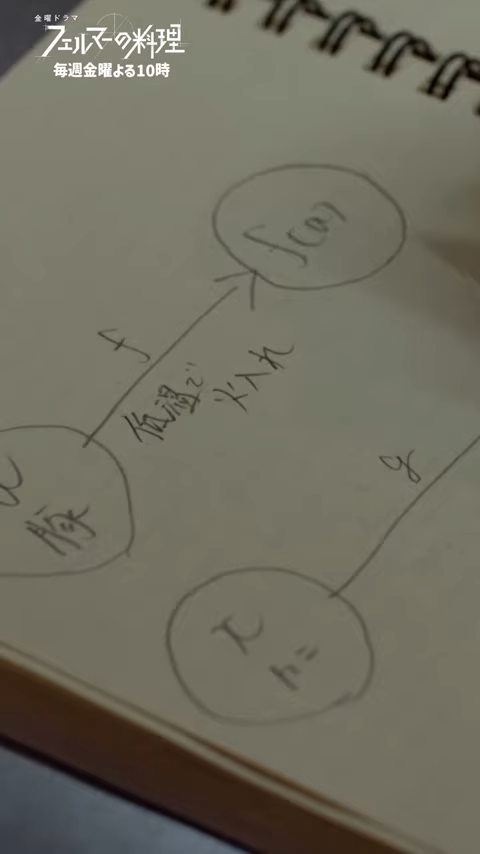 金曜ドラマ
フェルマーの料理
毎週金曜よる10時
f(a)
f
低温で
火入れ
a
豚
g
x